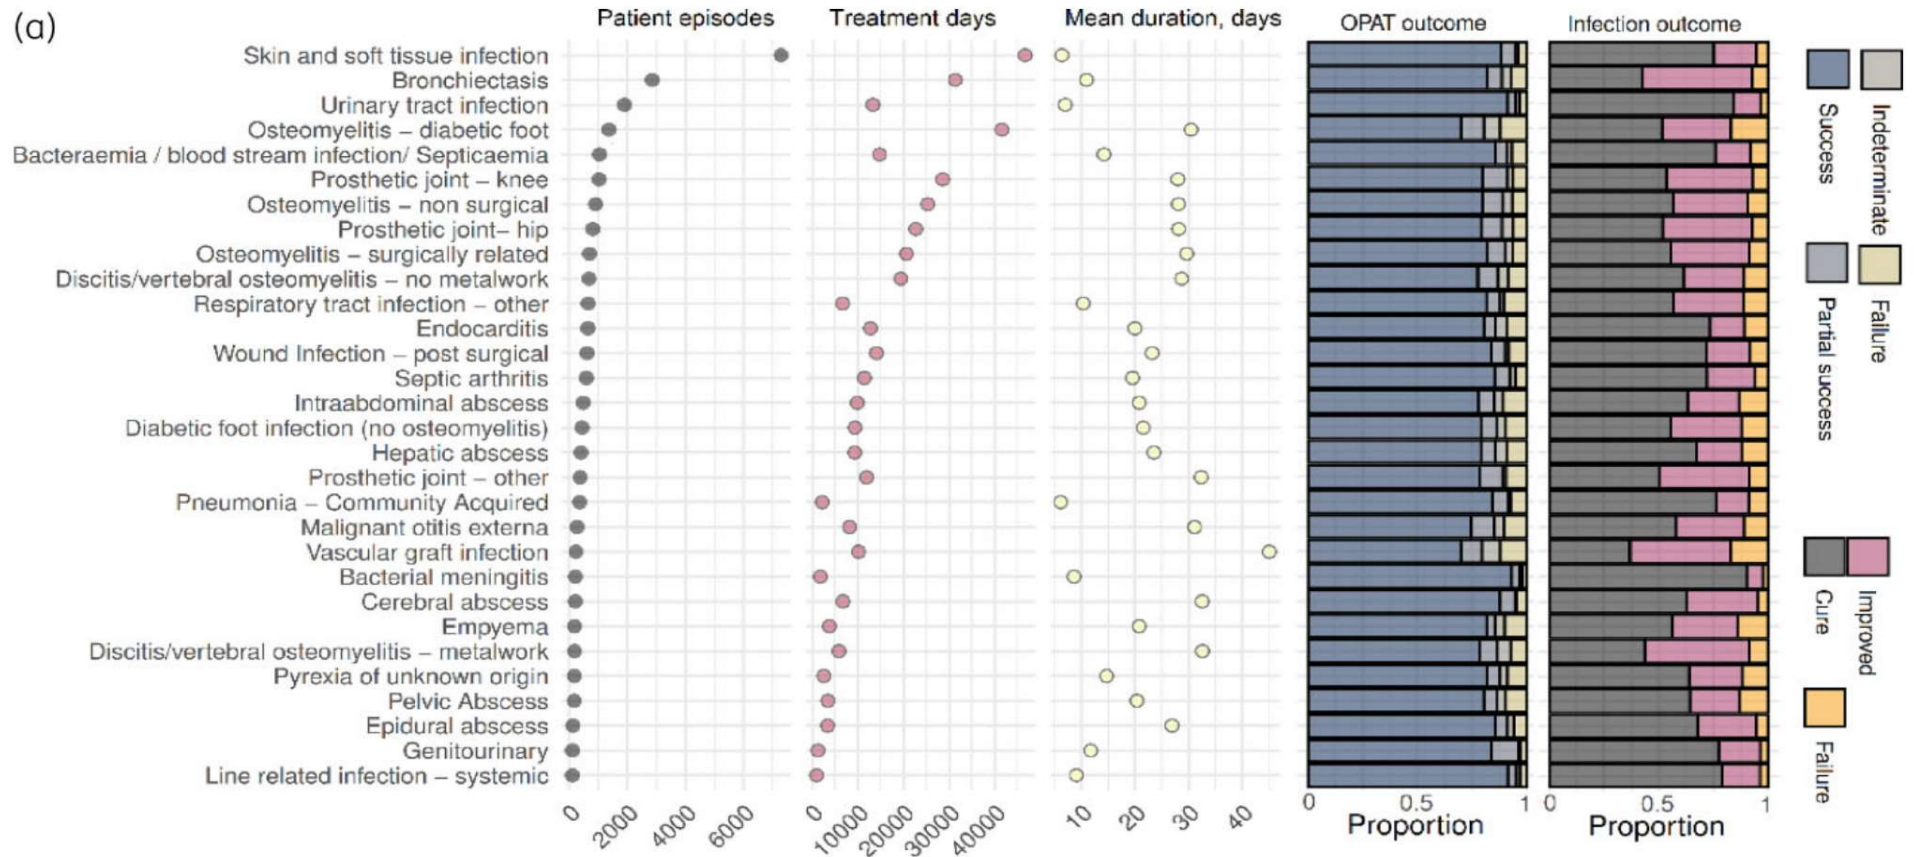 (a)
Patient episodes
Treatment days
Mean duration, days
OPAT outcome
Infection outcome
Skin and soft tissue infection
Bronchiectasis
Urinary tract infection
Osteomyelitis – diabetic foot
Bacteraemia / blood stream infection/ Septicaemia
Prosthetic joint – knee
Osteomyelitis – non surgical
Prosthetic joint– hip
Osteomyelitis – surgically related
Discitis/vertebral osteomyelitis – no metalwork
Respiratory tract infection – other
Endocarditis
Wound Infection – post surgical
Septic arthritis
Intraabdominal abscess
Diabetic foot infection (no osteomyelitis)
Hepatic abscess
Prosthetic joint – other
Pneumonia – Community Acquired
Malignant otitis externa
Vascular graft infection
Bacterial meningitis
Cerebral abscess
Empyema
Discitis/vertebral osteomyelitis – metalwork
Pyrexia of unknown origin
Pelvic Abscess
Epidural abscess
Genitourinary
Line related infection – systemic
0 2000 4000 6000
0 10000 20000 30000 40000
10 20 30 40
0 0.5 1
Proportion
0 0.5 1
Proportion
Success
Indeterminate
Partial success
Failure
Cure
Improved
Failure